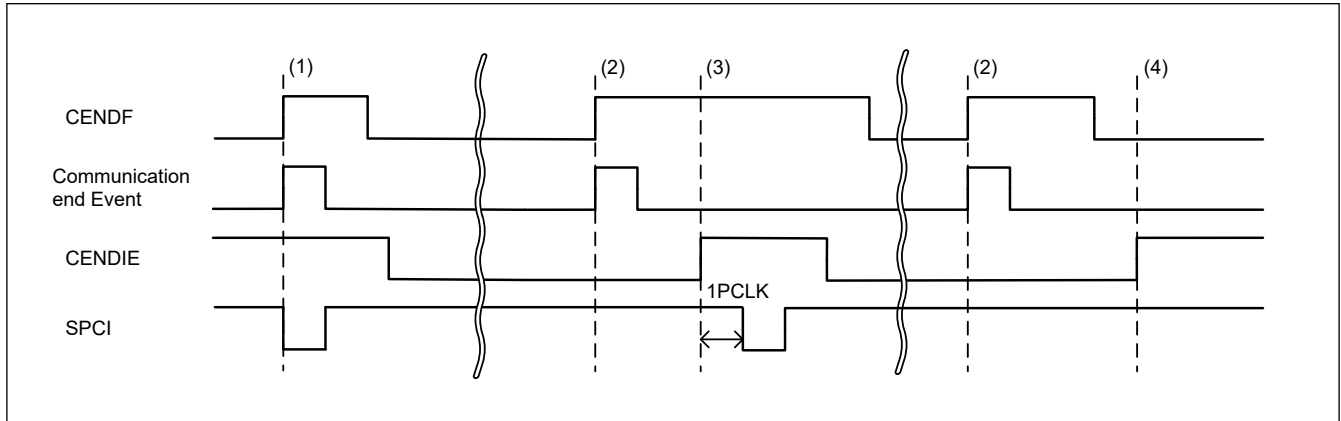 (1)
(2)
(3)
(2)
(4)
CENDF
Communication
end Event
CENDIE
1PCLK
SPCI